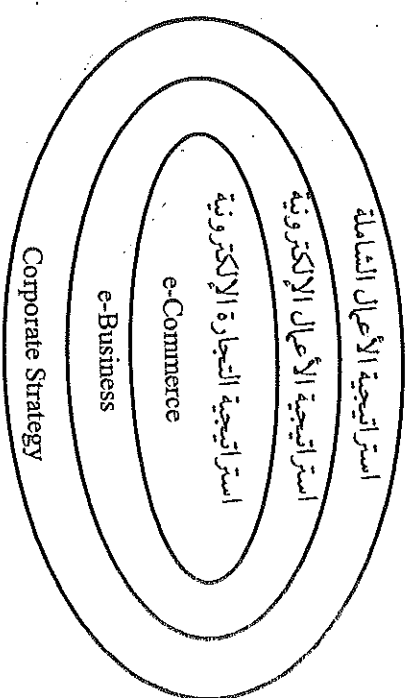 استراتيجية الأعمال الشاملة
استراتيجية الأعمال الإلكترونية
استراتيجية التجارة الإلكترونية
e-Commerce
e-Business
Corporate Strategy